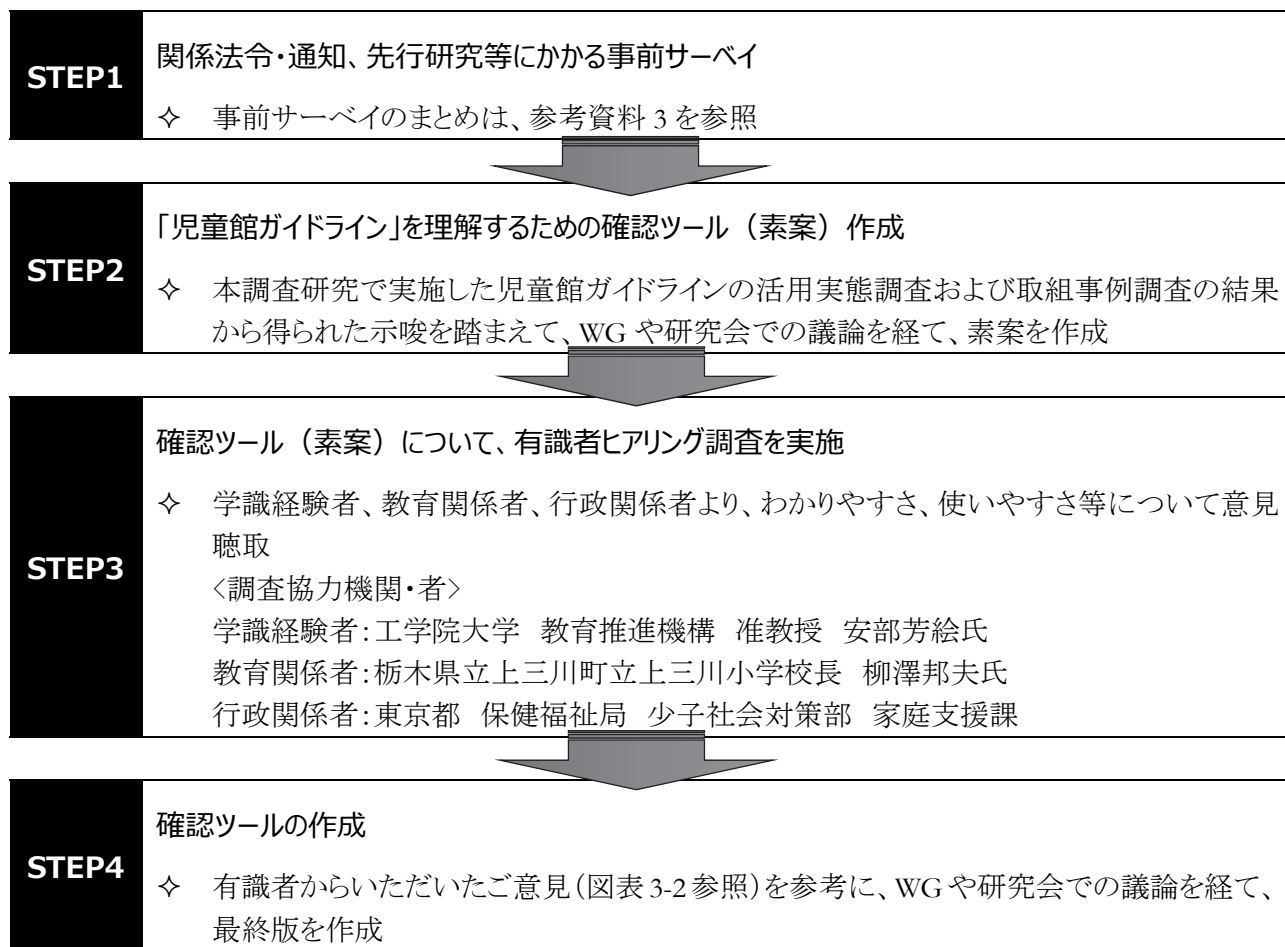 STEP1
関係法令・通知、先行研究等にかかる事前サーベイ
✧ 事前サーベイのまとめは、参考資料 3 を参照
STEP2
「児童館ガイドライン」を理解するための確認ツール（素案）作成
✧ 本調査研究で実施した児童館ガイドラインの活用実態調査および取組事例調査の結果
から得られた示唆を踏まえて、WG や研究会での議論を経て、素案を作成
STEP3
確認ツール（素案）について、有識者ヒアリング調査を実施
✧ 学識経験者、教育関係者、行政関係者より、わかりやすさ、使いやすさ等について意見
聴取
〈調査協力機関・者〉
学識経験者：工学院大学 教育推進機構 准教授 安部芳絵氏
教育関係者：栃木県立上三川町立上三川小学校長 柳澤邦夫氏
行政関係者：東京都 保健福祉局 少子社会対策部 家庭支援課
STEP4
確認ツールの作成
✧ 有識者からいただいたご意見（図表 3-2 参照）を参考に、WG や研究会での議論を経て、
最終版を作成